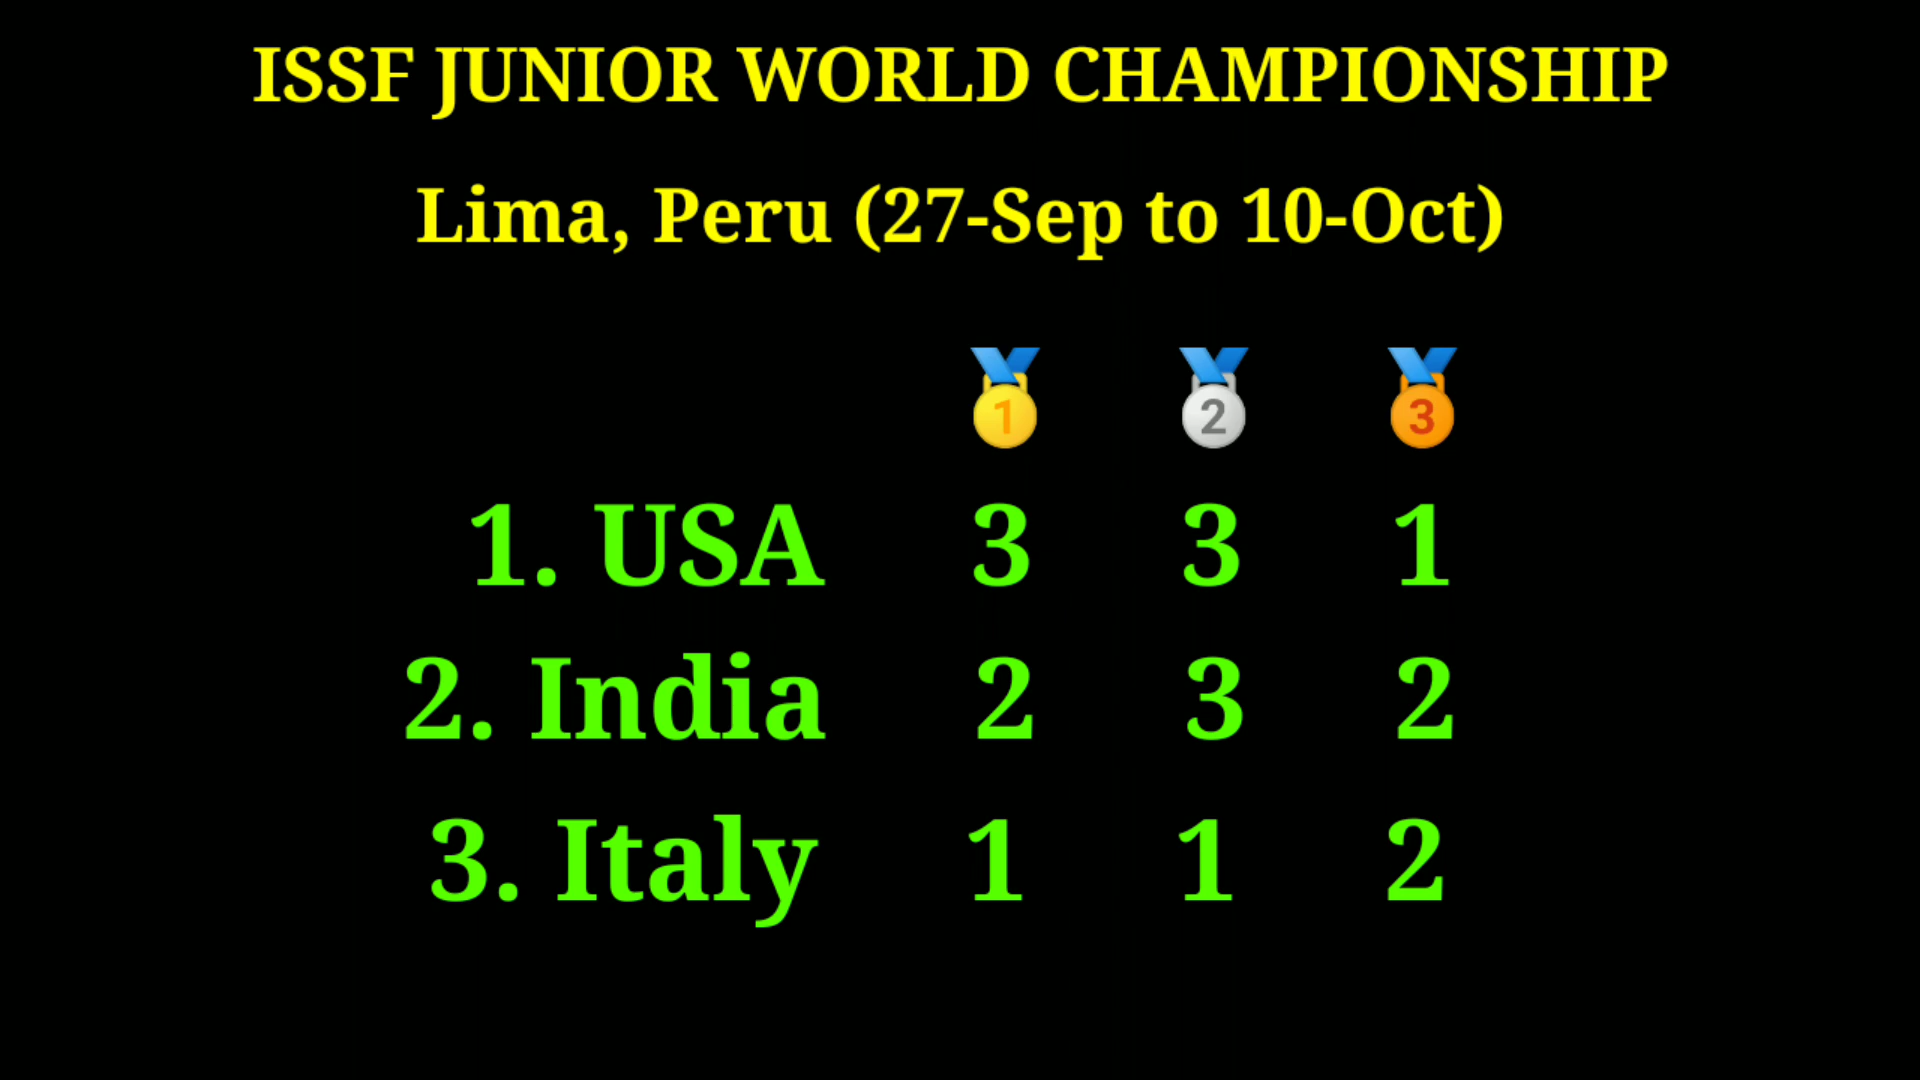 ISSF JUNIOR WORLD CHAMPIONSHIP
Lima, Peru (27-Sep to 10-Oct)
1 2 3
1. USA 3 3 1
2. India 2 3 2
3. Italy 1 1 2